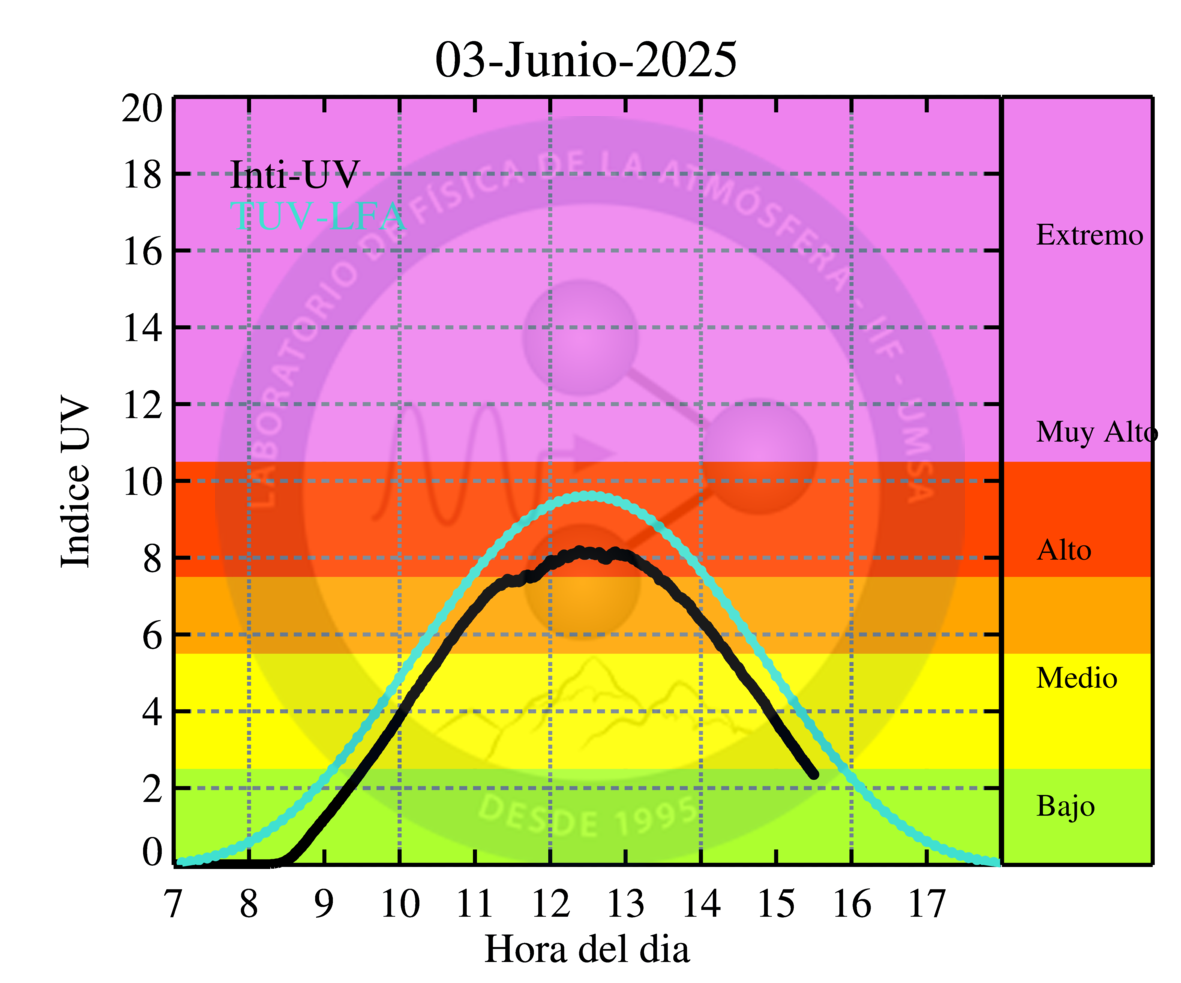 03-Junio-2025
Inti-UV
TUV-LFA
LABORATORIO DE FÍSICA DE LA ATMÓSFERA - IIF - UMSA
DESDE 1995
Indice UV
20
18
16
14
12
10
8
6
4
2
0
Extremo
Muy Alto
Alto
Medio
Bajo
7 8 9 10 11 12 13 14 15 16 17
Hora del dia